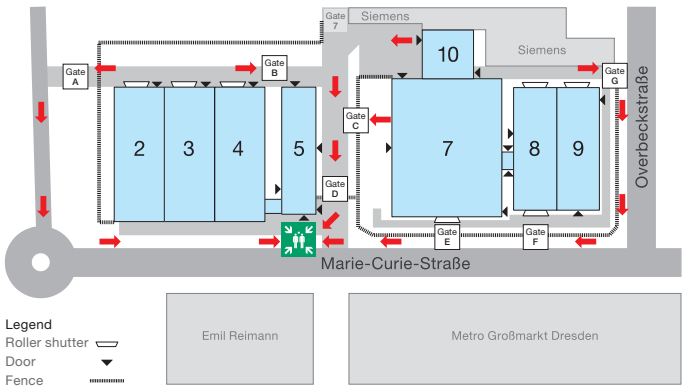 Gate
7
Siemens
Siemens
10
Gate
A
Gate
B
Gate
G
Gate
C
2
3
4
5
7
8
9
Overbeckstraße
Gate
D
Gate
E
Gate
F
Marie-Curie-Straße
Legend
Roller shutter
Door
Fence
Emil Reimann
Metro Großmarkt Dresden